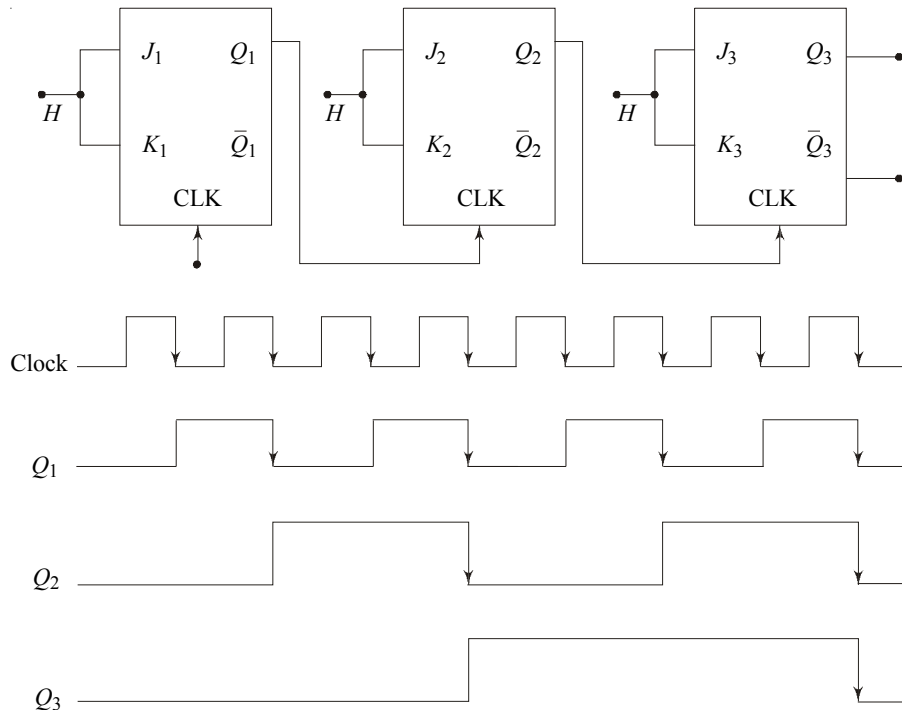 J₁ Q₁ J₂ Q₂ J₃ Q₃
H H H
K₁ Q̄₁ K₂ Q̄₂ K₃ Q̄₃
CLK CLK CLK
Clock
Q₁
Q₂
Q₃